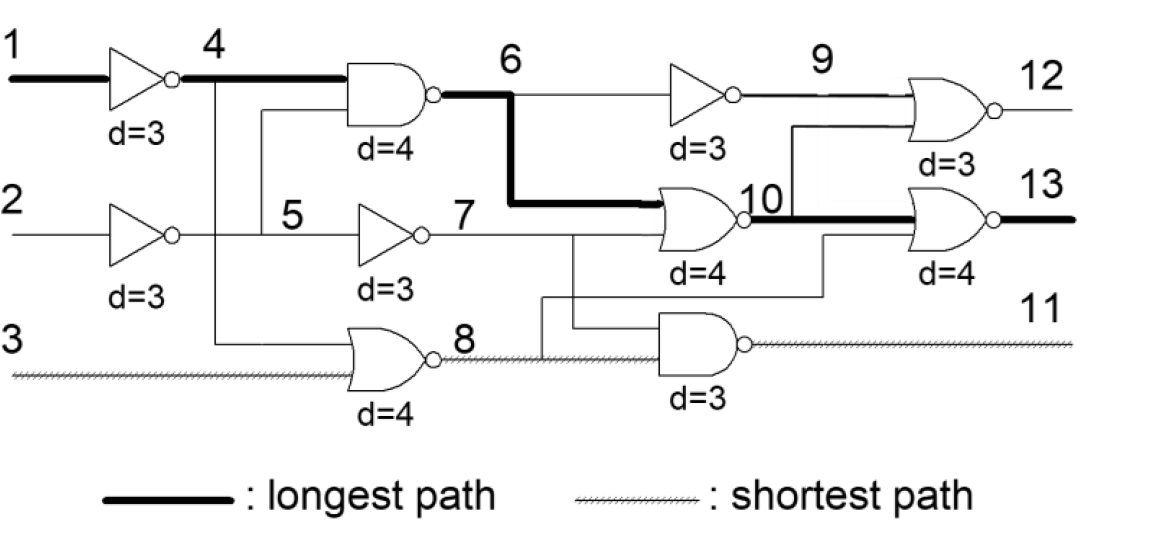 1 4 6 9 12
d=3 d=4 d=3 d=3
2 5 7 10 13
d=3 d=3 d=4 d=4
3 8 11
d=4 d=3
: longest path : shortest path